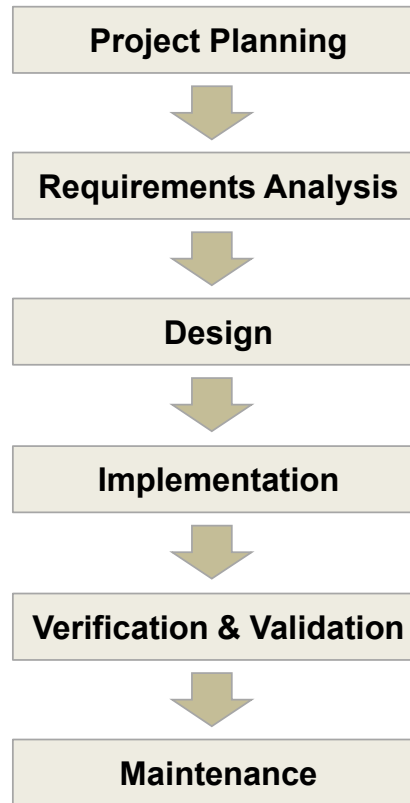 Project Planning
Requirements Analysis
Design
Implementation
Verification & Validation
Maintenance